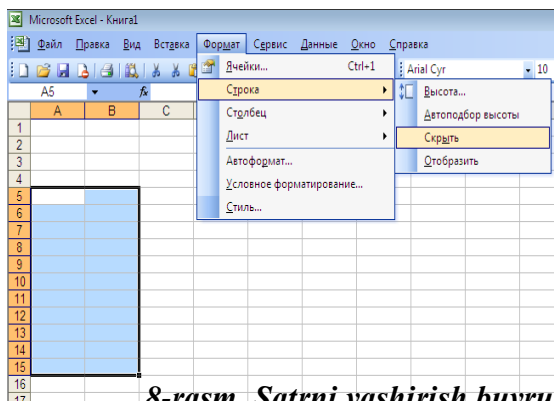 Microsoft Excel - Книга1
Файл Правка Вид Вставка Формат Сервис Данные Окно Справка
Arial Cyr 10
A5 fx
A B C
Ячейки... Ctrl+1
Строка
Столбец
Лист
Автоформат...
Условное форматирование...
Стиль...
Высота...
Автоподбор высоты
Скрыть
Отобразить
1
2
3
4
5
6
7
8
9
10
11
12
13
14
15
16
17
8-rasm. Satrni yashirish buyru